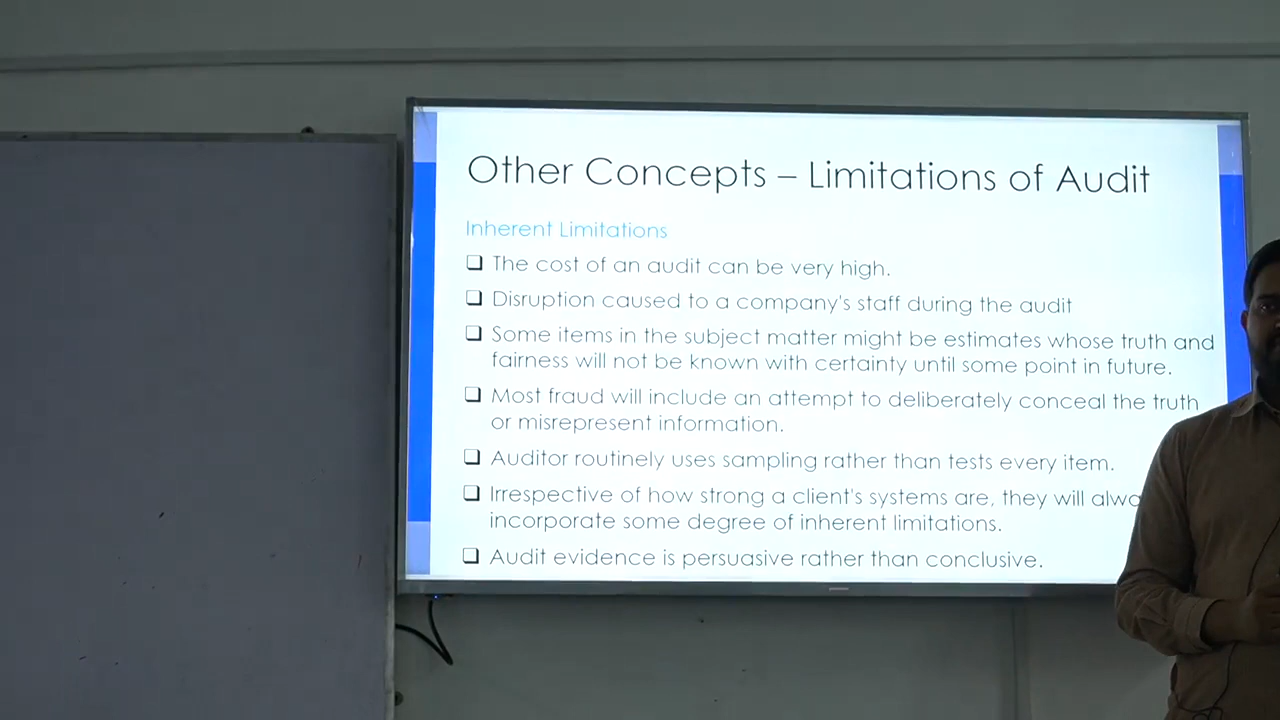 Other Concepts – Limitations of Audit
Inherent Limitations
❑ The cost of an audit can be very high.
❑ Disruption caused to a company's staff during the audit
❑ Some items in the subject matter might be estimates whose truth and
fairness will not be known with certainty until some point in future.
❑ Most fraud will include an attempt to deliberately conceal the truth
or misrepresent information.
❑ Auditor routinely uses sampling rather than tests every item.
❑ Irrespective of how strong a client's systems are, they will alwa
incorporate some degree of inherent limitations.
❑ Audit evidence is persuasive rather than conclusive.